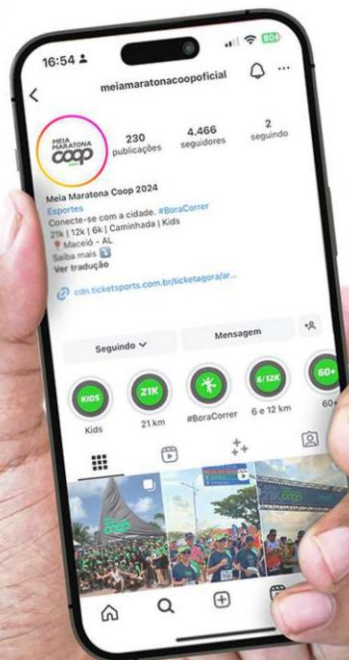 16:54
80
meiamaratonacoopoficial
MEIA
MARATONA
coop
230
publicações
4.466
seguidores
2
seguindo
Meia Maratona Coop 2024
Esportes
Conecte-se com a cidade. #BoraCorrer
21k | 12k | 6k | Caminhada | Kids
Maceió - AL
Saiba mais
Ver tradução
cdn.ticketsports.com.br/ticketagora/ar...
Seguindo
Mensagem
KIDS
21K
6/12K
60+
Kids
21 km
#BoraCorrer
6 e 12 km
60+
coop
21K coop